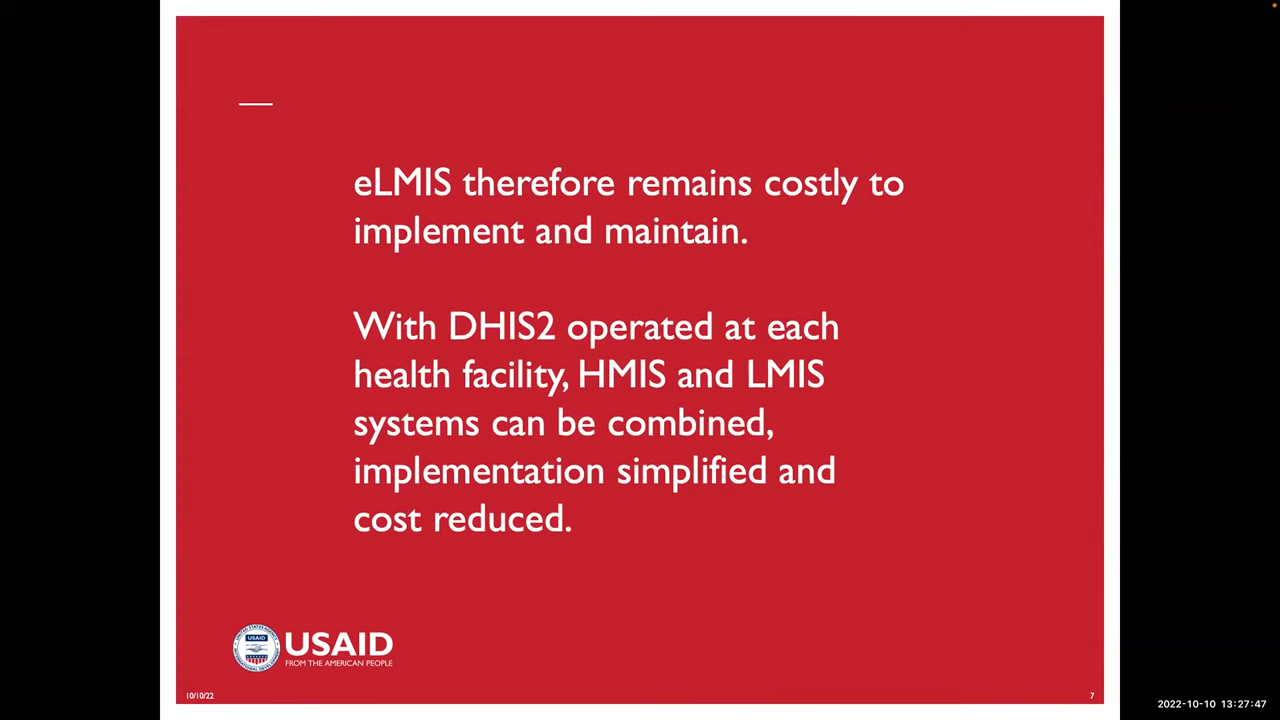 eLMIS therefore remains costly to
implement and maintain.
With DHIS2 operated at each
health facility, HMIS and LMIS
systems can be combined,
implementation simplified and
cost reduced.
USAID
USAID
FROM THE AMERICAN PEOPLE
10/10/22
7
2022-10-10 13:27:47